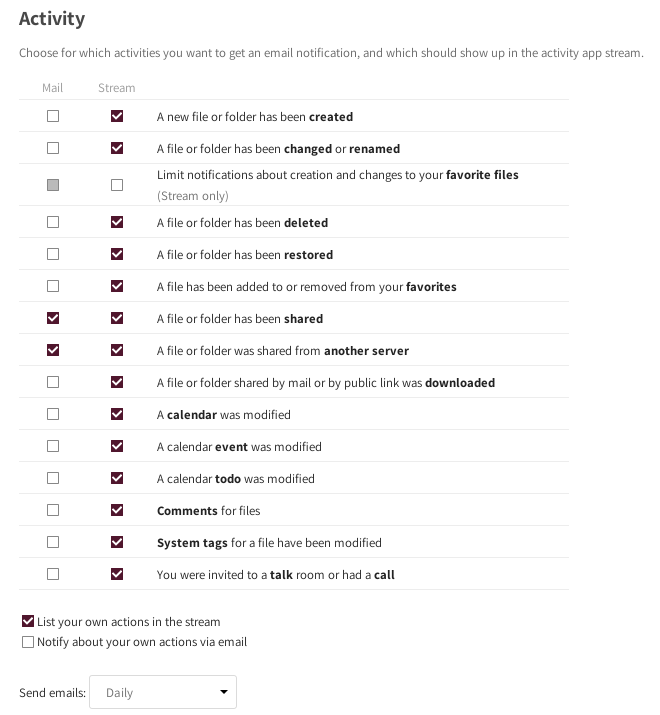 Activity
Choose for which activities you want to get an email notification, and which should show up in the activity app stream.
Mail Stream
A new file or folder has been created
A file or folder has been changed or renamed
Limit notifications about creation and changes to your favorite files
(Stream only)
A file or folder has been deleted
A file or folder has been restored
A file has been added to or removed from your favorites
A file or folder has been shared
A file or folder was shared from another server
A file or folder shared by mail or by public link was downloaded
A calendar was modified
A calendar event was modified
A calendar todo was modified
Comments for files
System tags for a file have been modified
You were invited to a talk room or had a call
List your own actions in the stream
Notify about your own actions via email
Send emails: Daily